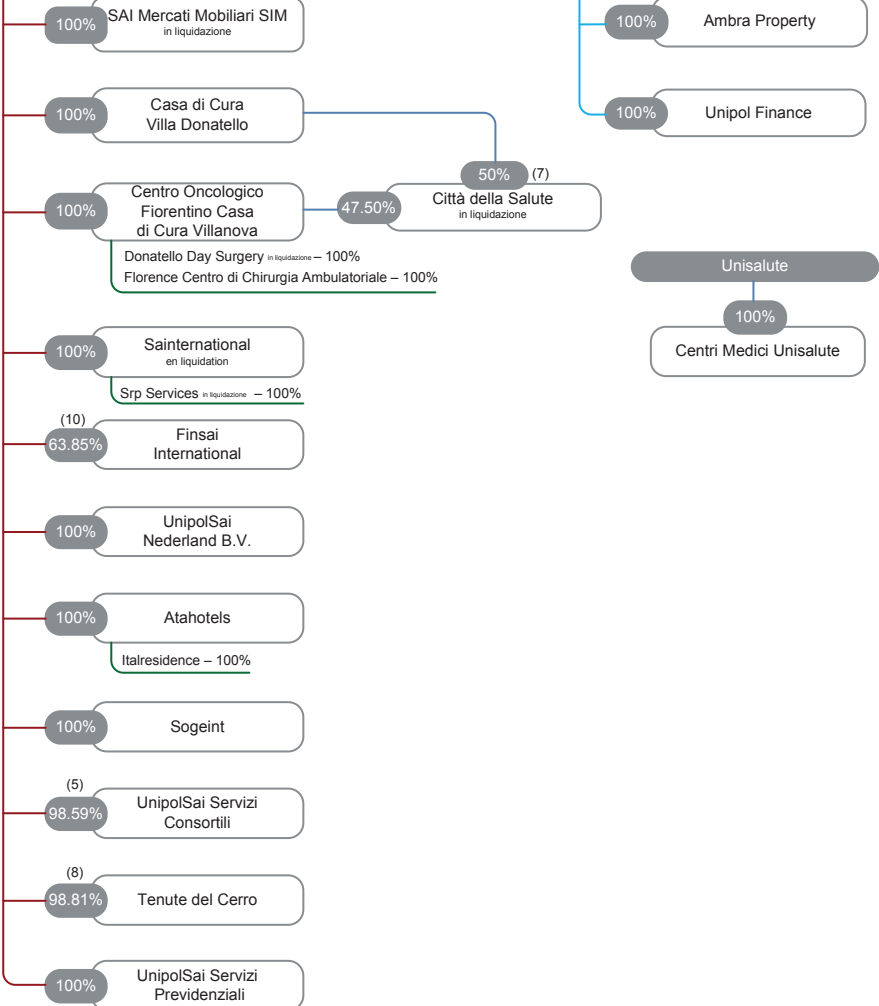 100%
SAI Mercati Mobiliari SIM
in liquidazione
100%
Ambra Property
100%
Casa di Cura
Villa Donatello
100%
Unipol Finance
50% (7)
100%
Centro Oncologico
Fiorentino Casa
di Cura Villanova
47.50%
Città della Salute
in liquidazione
Donatello Day Surgery in liquidazione – 100%
Florence Centro di Chirurgia Ambulatoriale – 100%
Unisalute
100%
Centri Medici Unisalute
100%
Sainternational
en liquidation
Srp Services in liquidazione – 100%
(10)
63.85%
Finsai
International
100%
UnipolSai
Nederland B.V.
100%
Atahotels
Italresidence – 100%
100%
Sogeint
(5)
98.59%
UnipolSai Servizi
Consortili
(8)
98.81%
Tenute del Cerro
100%
UnipolSai Servizi
Previdenziali